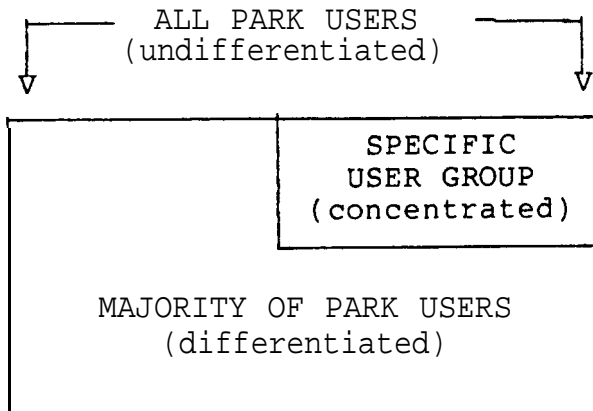 ALL PARK USERS
(undifferentiated)
SPECIFIC
USER GROUP
(concentrated)
MAJORITY OF PARK USERS
(differentiated)